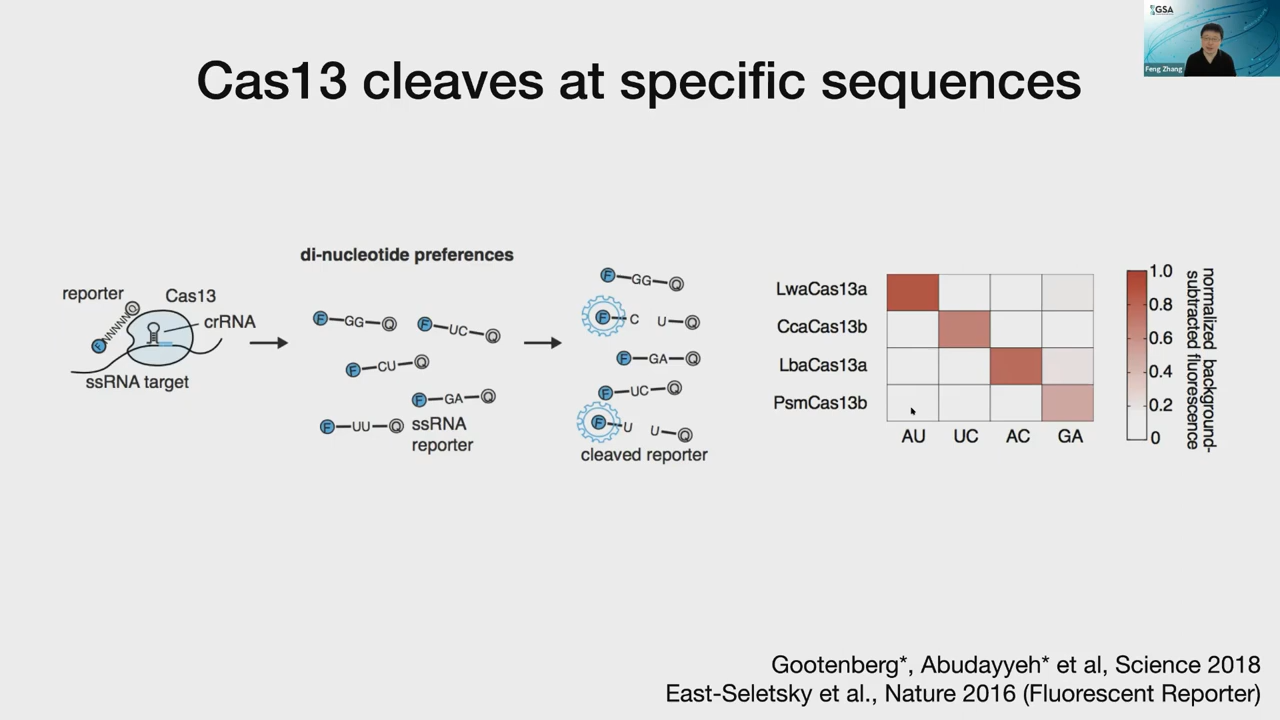 GSA
Feng Zhang
Cas13 cleaves at specific sequences
reporter
Cas13
crRNA
ssRNA target
F
NNNNNN
Q
di-nucleotide preferences
F GG Q
F UC Q
F CU Q
F GA Q
F UU Q
ssRNA
reporter
F GG Q
F C U Q
F GA Q
F UC Q
F U U Q
cleaved reporter
LwaCas13a
CcaCas13b
LbaCas13a
PsmCas13b
AU UC AC GA
1.0
0.8
0.6
0.4
0.2
0
normalized background-
subtracted fluorescence
Gootenberg*, Abudayyeh* et al, Science 2018
East-Seletsky et al., Nature 2016 (Fluorescent Reporter)